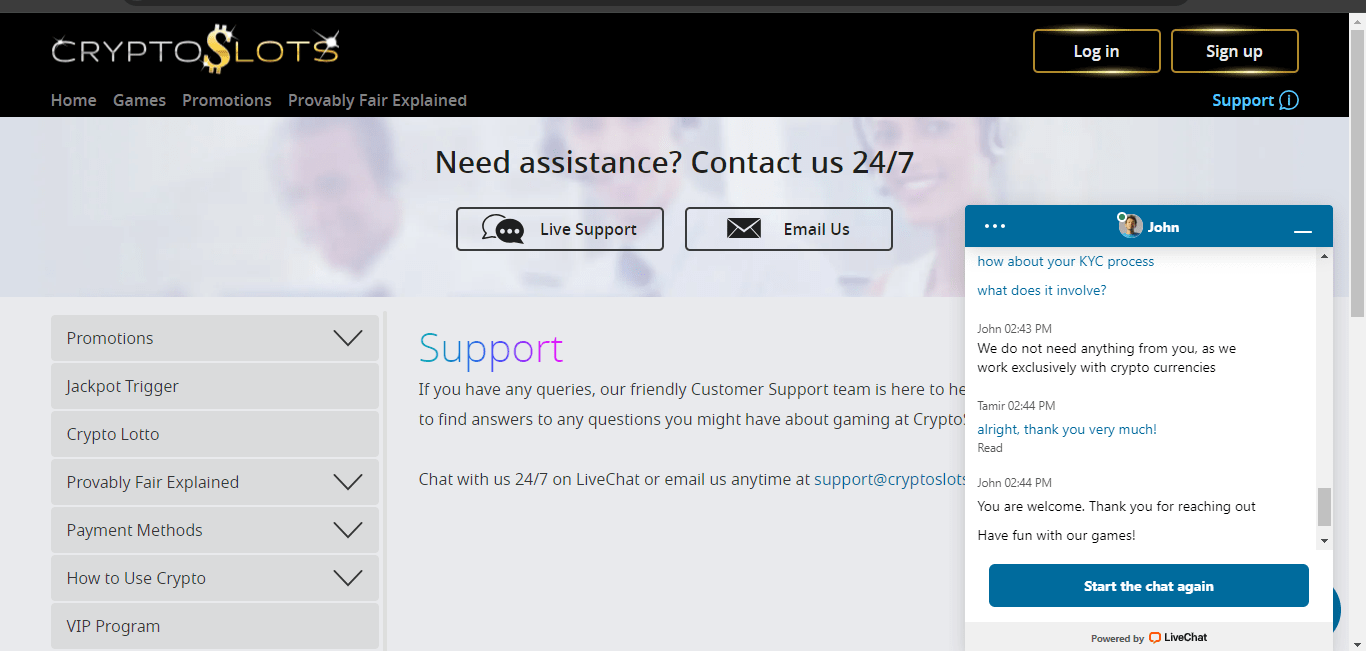 CRYPTOSLOTS
Log in
Sign up
Home Games Promotions Provably Fair Explained
Support
Need assistance? Contact us 24/7
Live Support
Email Us
Promotions
Jackpot Trigger
Crypto Lotto
Provably Fair Explained
Payment Methods
How to Use Crypto
VIP Program
Support
If you have any queries, our friendly Customer Support team is here to he
to find answers to any questions you might have about gaming at CryptoS
Chat with us 24/7 on LiveChat or email us anytime at support@cryptoslots
John
how about your KYC process
what does it involve?
John 02:43 PM
We do not need anything from you, as we
work exclusively with crypto currencies
Tamir 02:44 PM
alright, thank you very much!
Read
John 02:44 PM
You are welcome. Thank you for reaching out
Have fun with our games!
Start the chat again
Powered by LiveChat